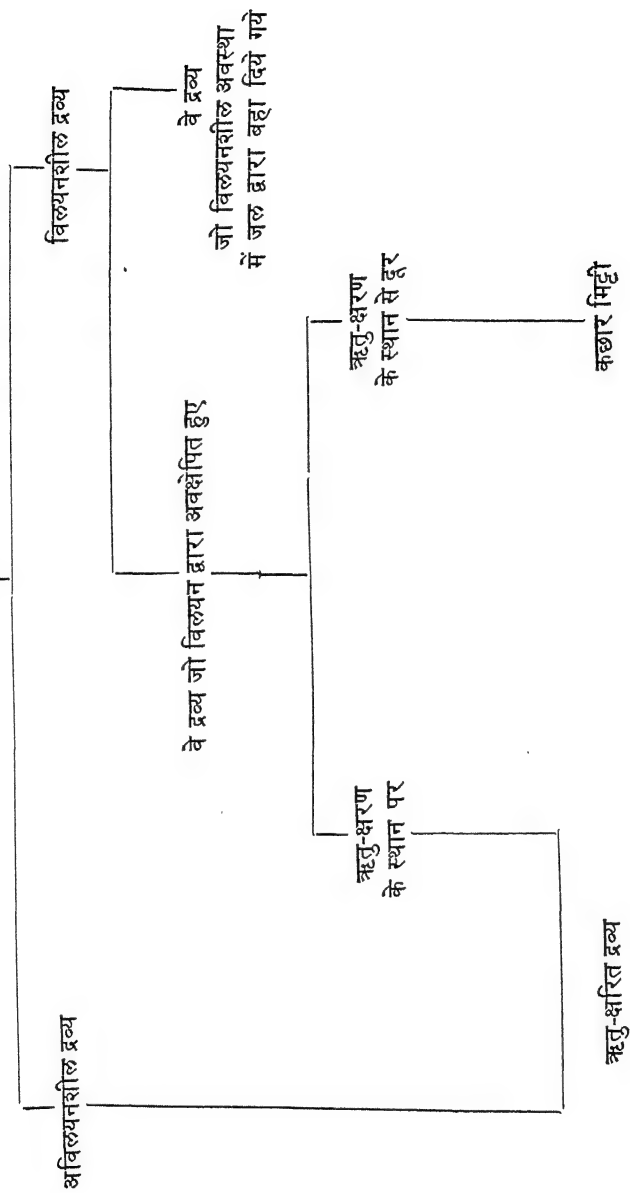 अविलयनशील द्रव्य
विलयनशील द्रव्य
वे द्रव्य जो विलयन द्वारा अवक्षेपित हुए
वे द्रव्य
जो विलयनशील अवस्था
में जल द्वारा बहा दिये गये
ऋतु-क्षरण
के स्थान पर
ऋतु-क्षरण
के स्थान से दूर
ऋतु-क्षरित द्रव्य
कछार मिट्टी